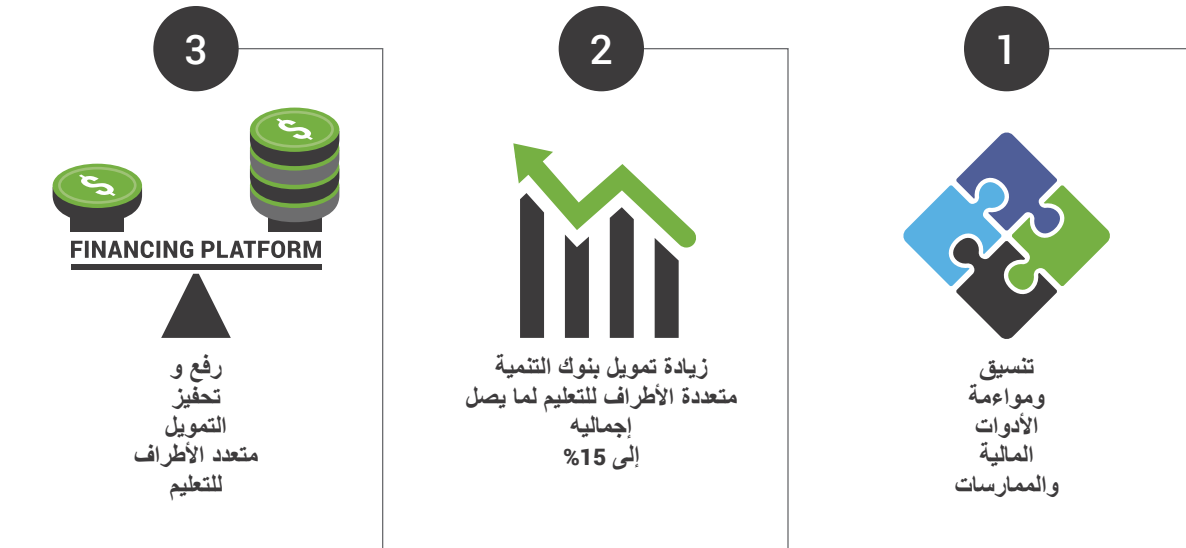 1
تنسيق
ومواءمة
الأدوات
المالية
والممارسات
2
زيادة تمويل بنوك التنمية
متعددة الأطراف للتعليم لما يصل
إجماليه
إلى 15%
3
$
$
FINANCING PLATFORM
رفع و
تحفيز
التمويل
متعدد الأطراف
للتعليم